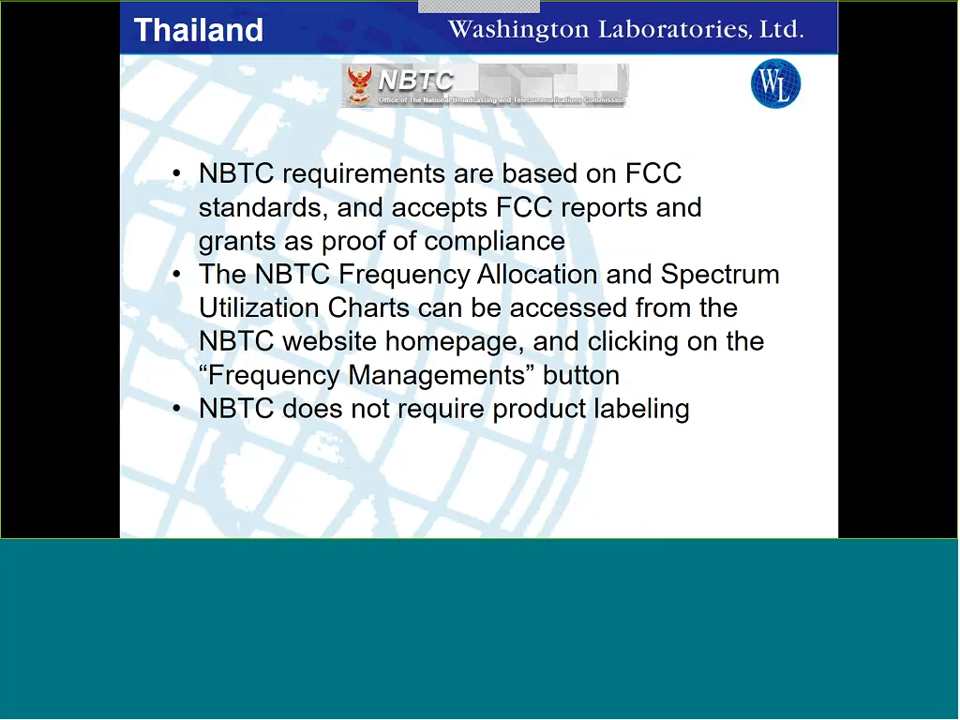 Thailand
Washington Laboratories, Ltd.
NBTC
Office of The National Broadcasting and Telecommunications Commission
WL
• NBTC requirements are based on FCC
standards, and accepts FCC reports and
grants as proof of compliance
• The NBTC Frequency Allocation and Spectrum
Utilization Charts can be accessed from the
NBTC website homepage, and clicking on the
“Frequency Managements” button
• NBTC does not require product labeling